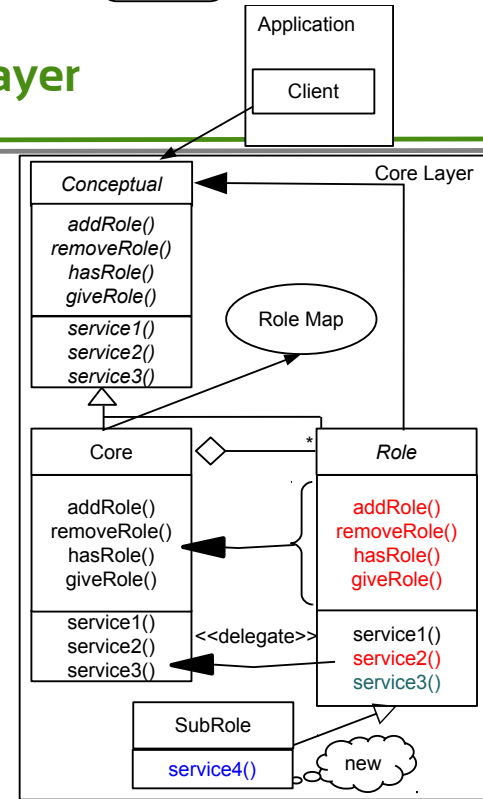 ayer
Application
Client
Core Layer
Conceptual
addRole()
removeRole()
hasRole()
giveRole()
service1()
service2()
service3()
Role Map
Core
*
Role
addRole()
removeRole()
hasRole()
giveRole()
addRole()
removeRole()
hasRole()
giveRole()
service1()
service2()
service3()
<<delegate>>
service1()
service2()
service3()
SubRole
service4()
new